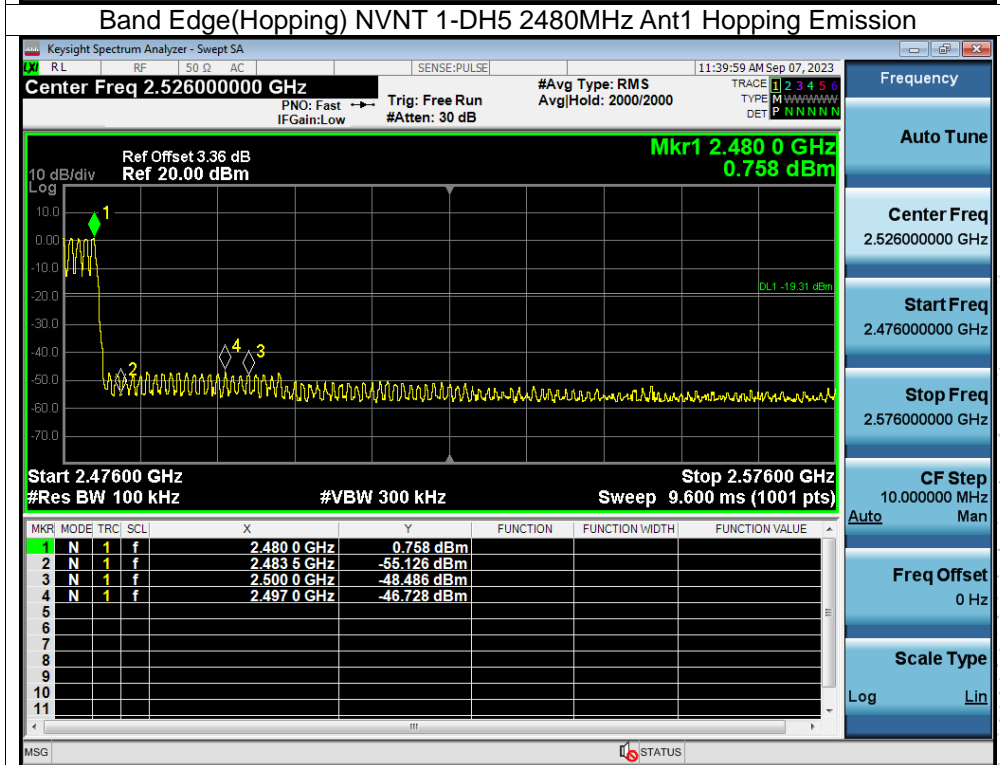 Band Edge(Hopping) NVNT 1-DH5 2480MHz Ant1 Hopping Emission
Keysight Spectrum Analyzer - Swept SA
LXI RL RF 50 Ω AC SENSE:PULSE 11:39:59 AM Sep 07, 2023
Center Freq 2.526000000 GHz #Avg Type: RMS TRACE 1 2 3 4 5 6
PNO: Fast Trig: Free Run Avg|Hold: 2000/2000 TYPE M WWWWW
IFGain:Low #Atten: 30 dB DET P N N N N N
Mkr1 2.480 0 GHz
Ref Offset 3.36 dB
10 dB/div Ref 20.00 dBm 0.758 dBm
Log
10.0
1
0.00
-10.0
-20.0
DL1 -19.31 dBm
-30.0
-40.0
4 3
2
-50.0
-60.0
-70.0
Start 2.47600 GHz Stop 2.57600 GHz
#Res BW 100 kHz #VBW 300 kHz Sweep 9.600 ms (1001 pts)
MKR MODE TRC SCL X Y FUNCTION FUNCTION WIDTH FUNCTION VALUE
1 N 1 f 2.480 0 GHz 0.758 dBm
2 N 1 f 2.483 5 GHz -55.126 dBm
3 N 1 f 2.500 0 GHz -48.486 dBm
4 N 1 f 2.497 0 GHz -46.728 dBm
5
6
7
8
9
10
11
MSG STATUS
Frequency
Auto Tune
Center Freq
2.526000000 GHz
Start Freq
2.476000000 GHz
Stop Freq
2.576000000 GHz
CF Step
10.000000 MHz
Auto Man
Freq Offset
0 Hz
Scale Type
Log Lin